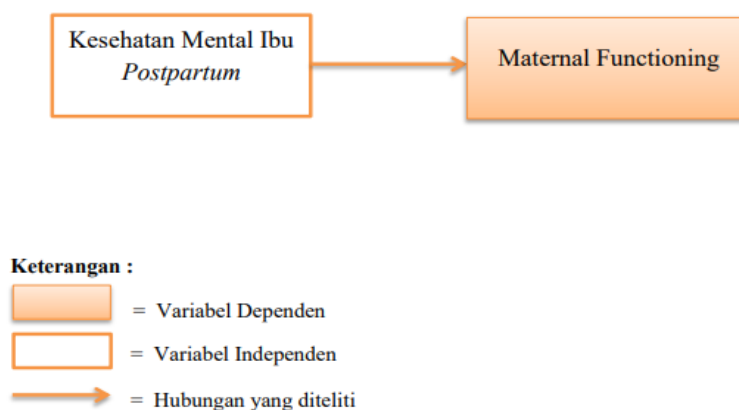 Kesehatan Mental Ibu
Postpartum
Maternal Functioning
Keterangan :
= Variabel Dependen
= Variabel Independen
= Hubungan yang diteliti